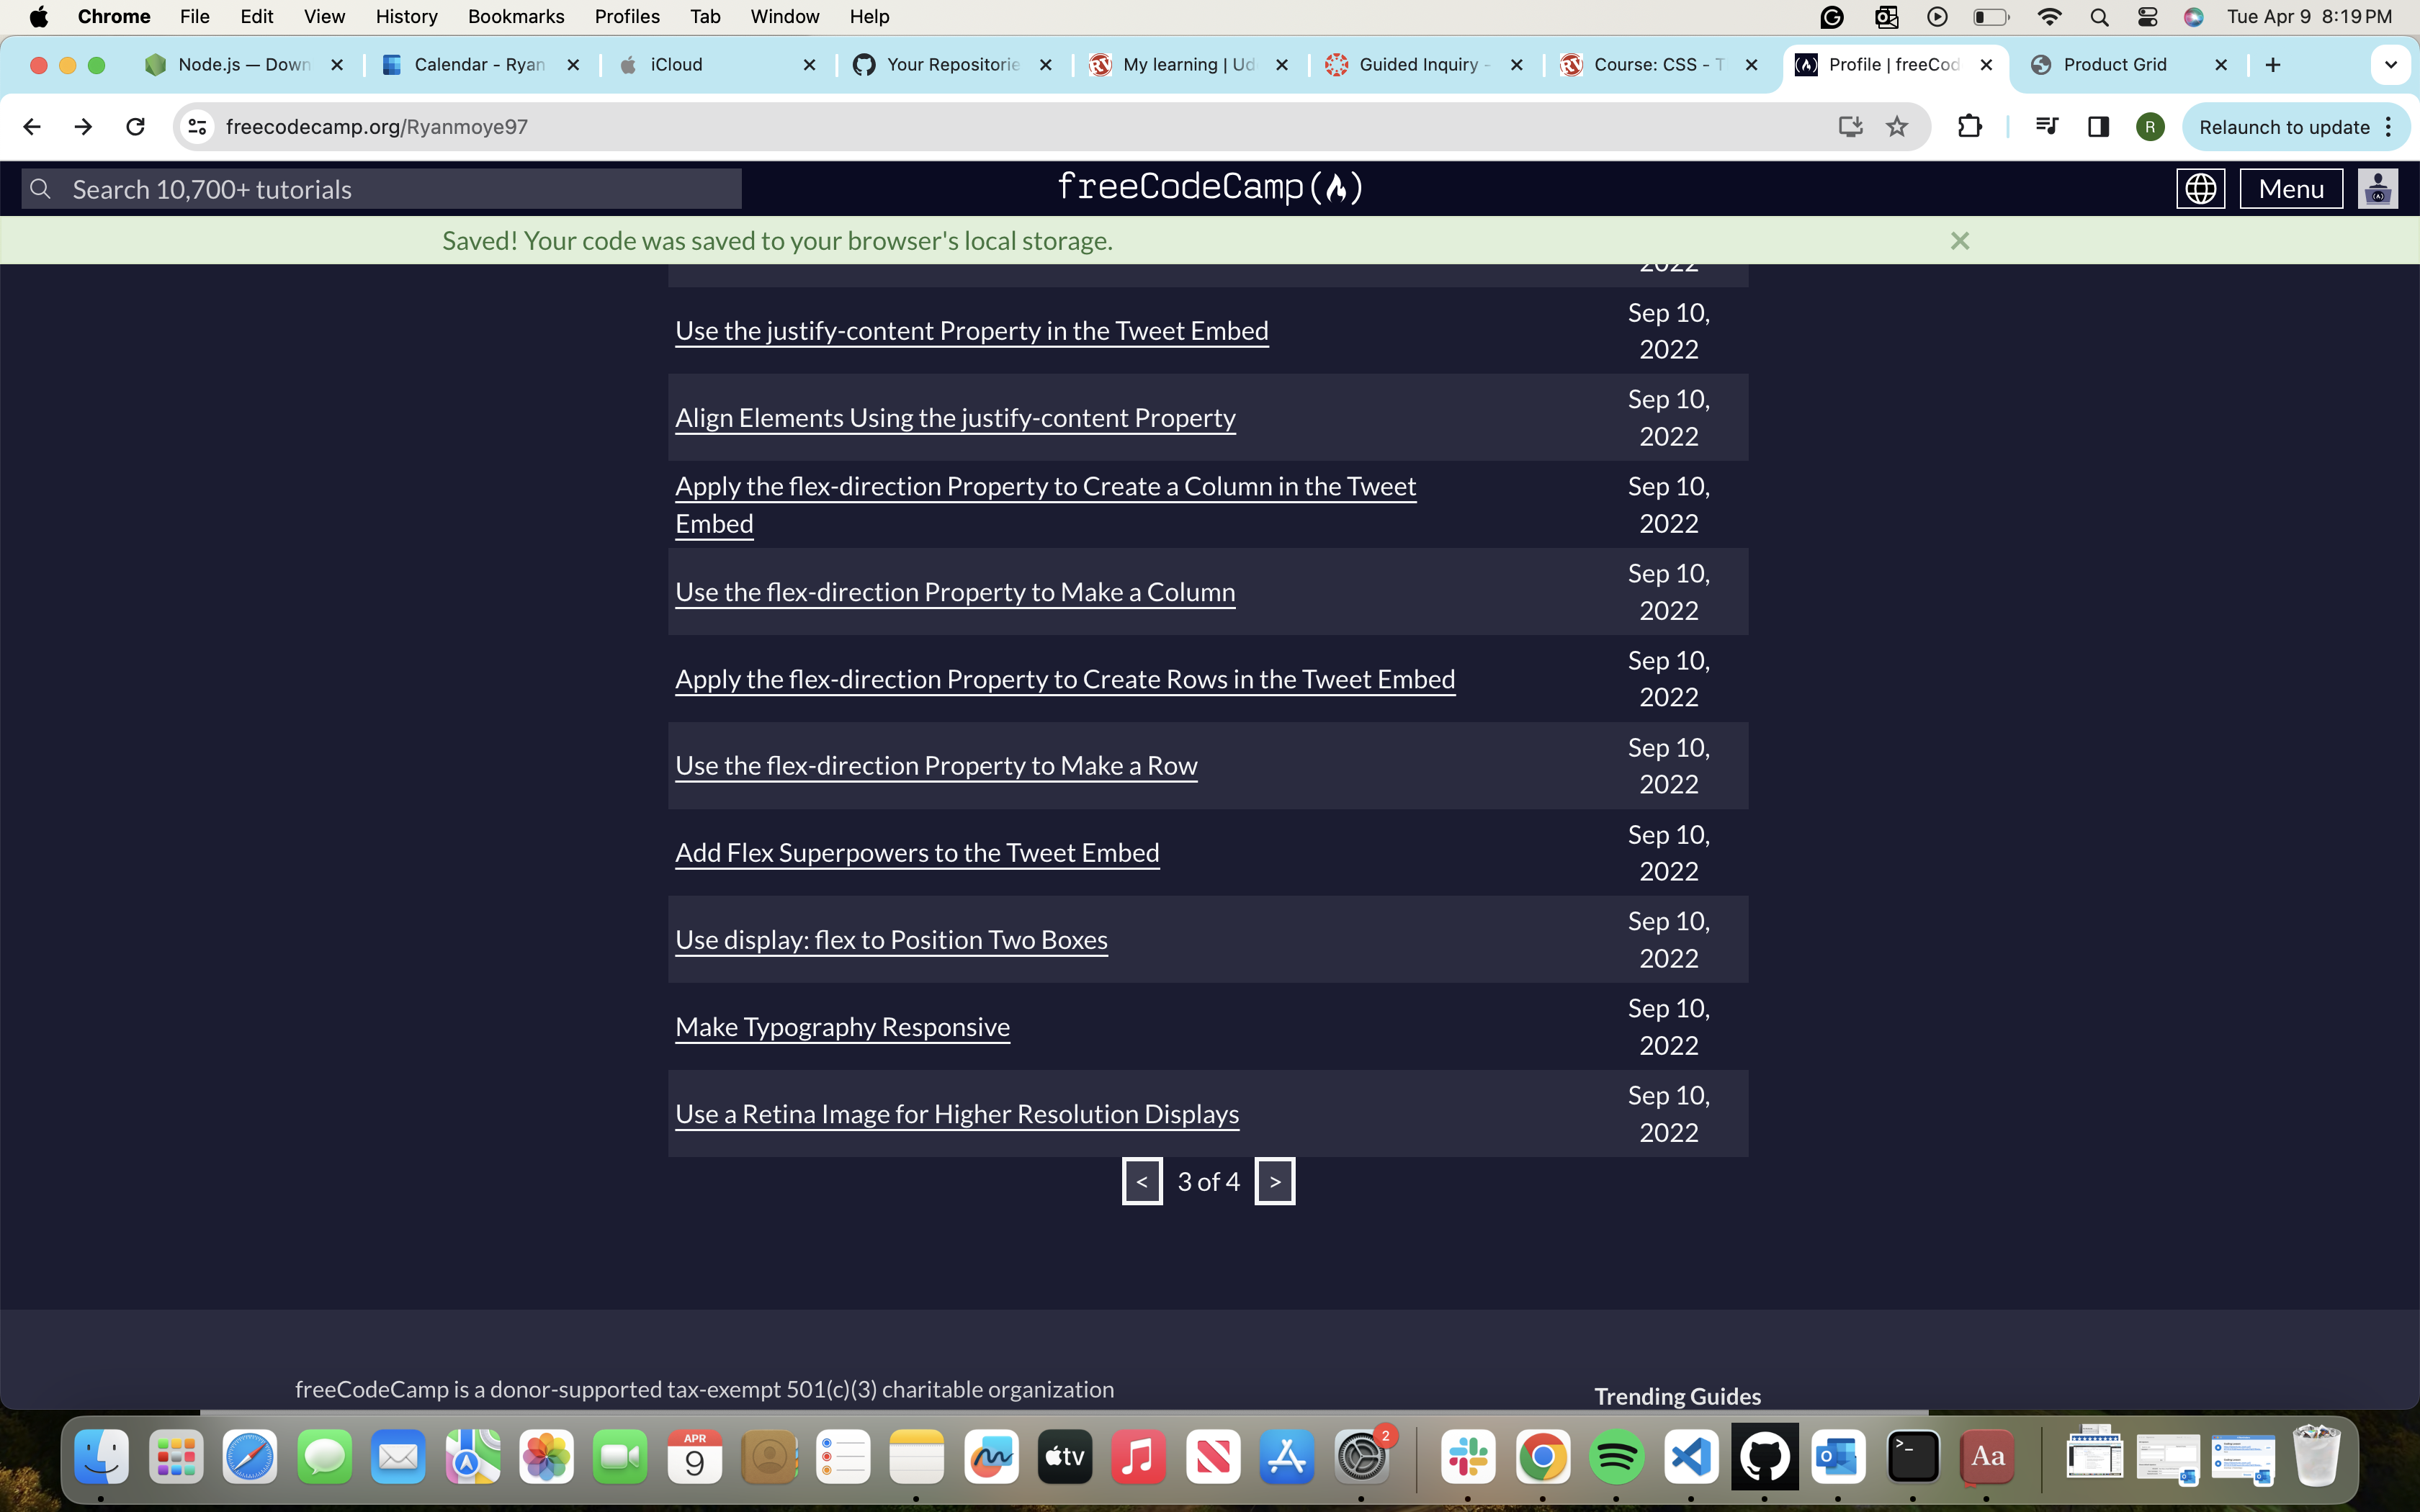 Chrome File Edit View History Bookmarks Profiles Tab Window Help
Tue Apr 9 8:19 PM
Node.js — Down
Calendar - Ryan
iCloud
Your Repositorie
My learning | Ud
Guided Inquiry -
Course: CSS - T
Profile | freeCod
Product Grid
freecodecamp.org/Ryanmoye97
R
Relaunch to update
Search 10,700+ tutorials
freeCodeCamp
Menu
Saved! Your code was saved to your browser's local storage.
2022
Use the justify-content Property in the Tweet Embed
Sep 10,
2022
Align Elements Using the justify-content Property
Sep 10,
2022
Apply the flex-direction Property to Create a Column in the Tweet
Embed
Sep 10,
2022
Use the flex-direction Property to Make a Column
Sep 10,
2022
Apply the flex-direction Property to Create Rows in the Tweet Embed
Sep 10,
2022
Use the flex-direction Property to Make a Row
Sep 10,
2022
Add Flex Superpowers to the Tweet Embed
Sep 10,
2022
Use display: flex to Position Two Boxes
Sep 10,
2022
Make Typography Responsive
Sep 10,
2022
Use a Retina Image for Higher Resolution Displays
Sep 10,
2022
< 3 of 4 >
freeCodeCamp is a donor-supported tax-exempt 501(c)(3) charitable organization
Trending Guides
APR
9
tv
2
Aa